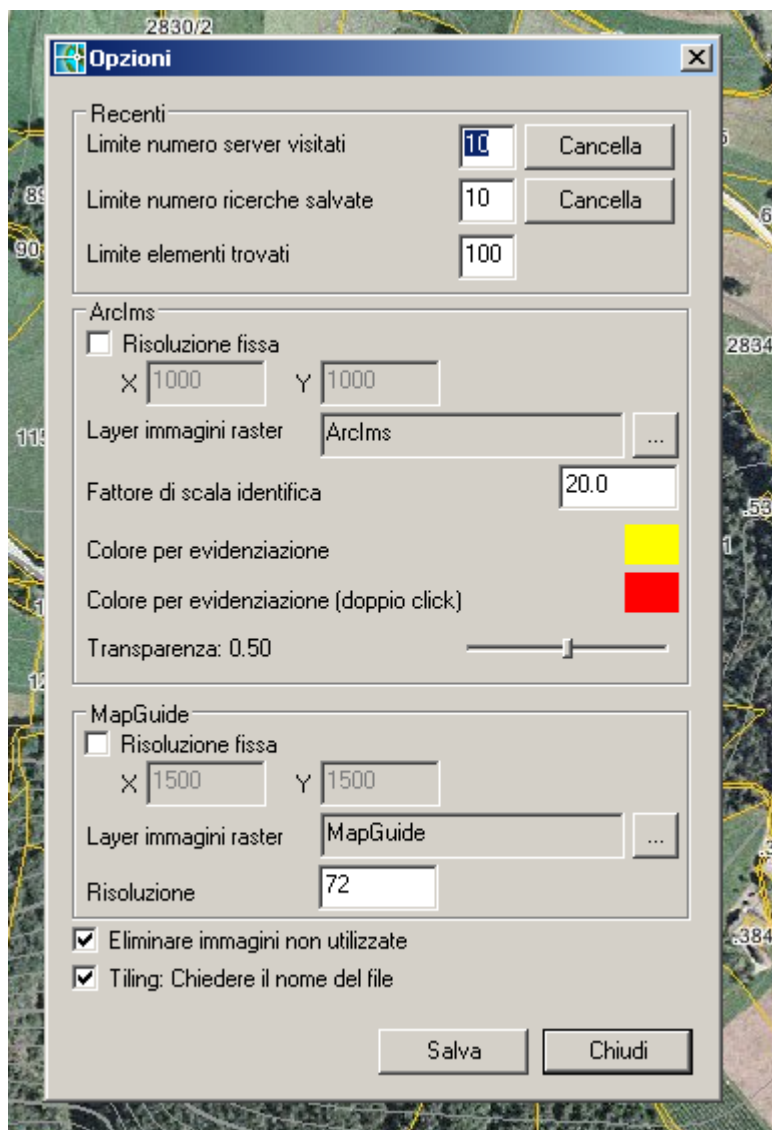 2830/2
Opzioni
Recenti
Limite numero server visitati 10 Cancella
Limite numero ricerche salvate 10 Cancella
Limite elementi trovati 100
ArcIms
Risoluzione fissa
X 1000 Y 1000
Layer immagini raster ArcIms ...
Fattore di scala identifica 20.0
Colore per evidenziazione
Colore per evidenziazione (doppio click)
Transparenza: 0.50
MapGuide
Risoluzione fissa
X 1500 Y 1500
Layer immagini raster MapGuide ...
Risoluzione 72
Eliminare immagini non utilizzate
Tiling: Chiedere il nome del file
Salva Chiudi
90
2834
.384